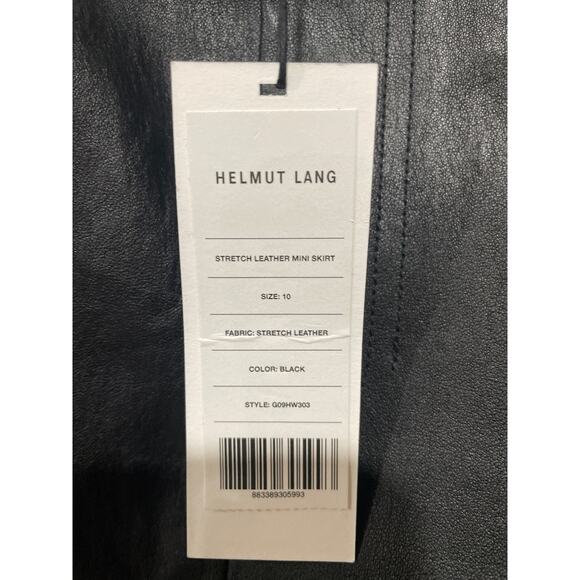 HELMUT LANG
STRETCH LEATHER MINI SKIRT
SIZE: 10
FABRIC: STRETCH LEATHER
COLOR: BLACK
STYLE: G09HW303
883389305993